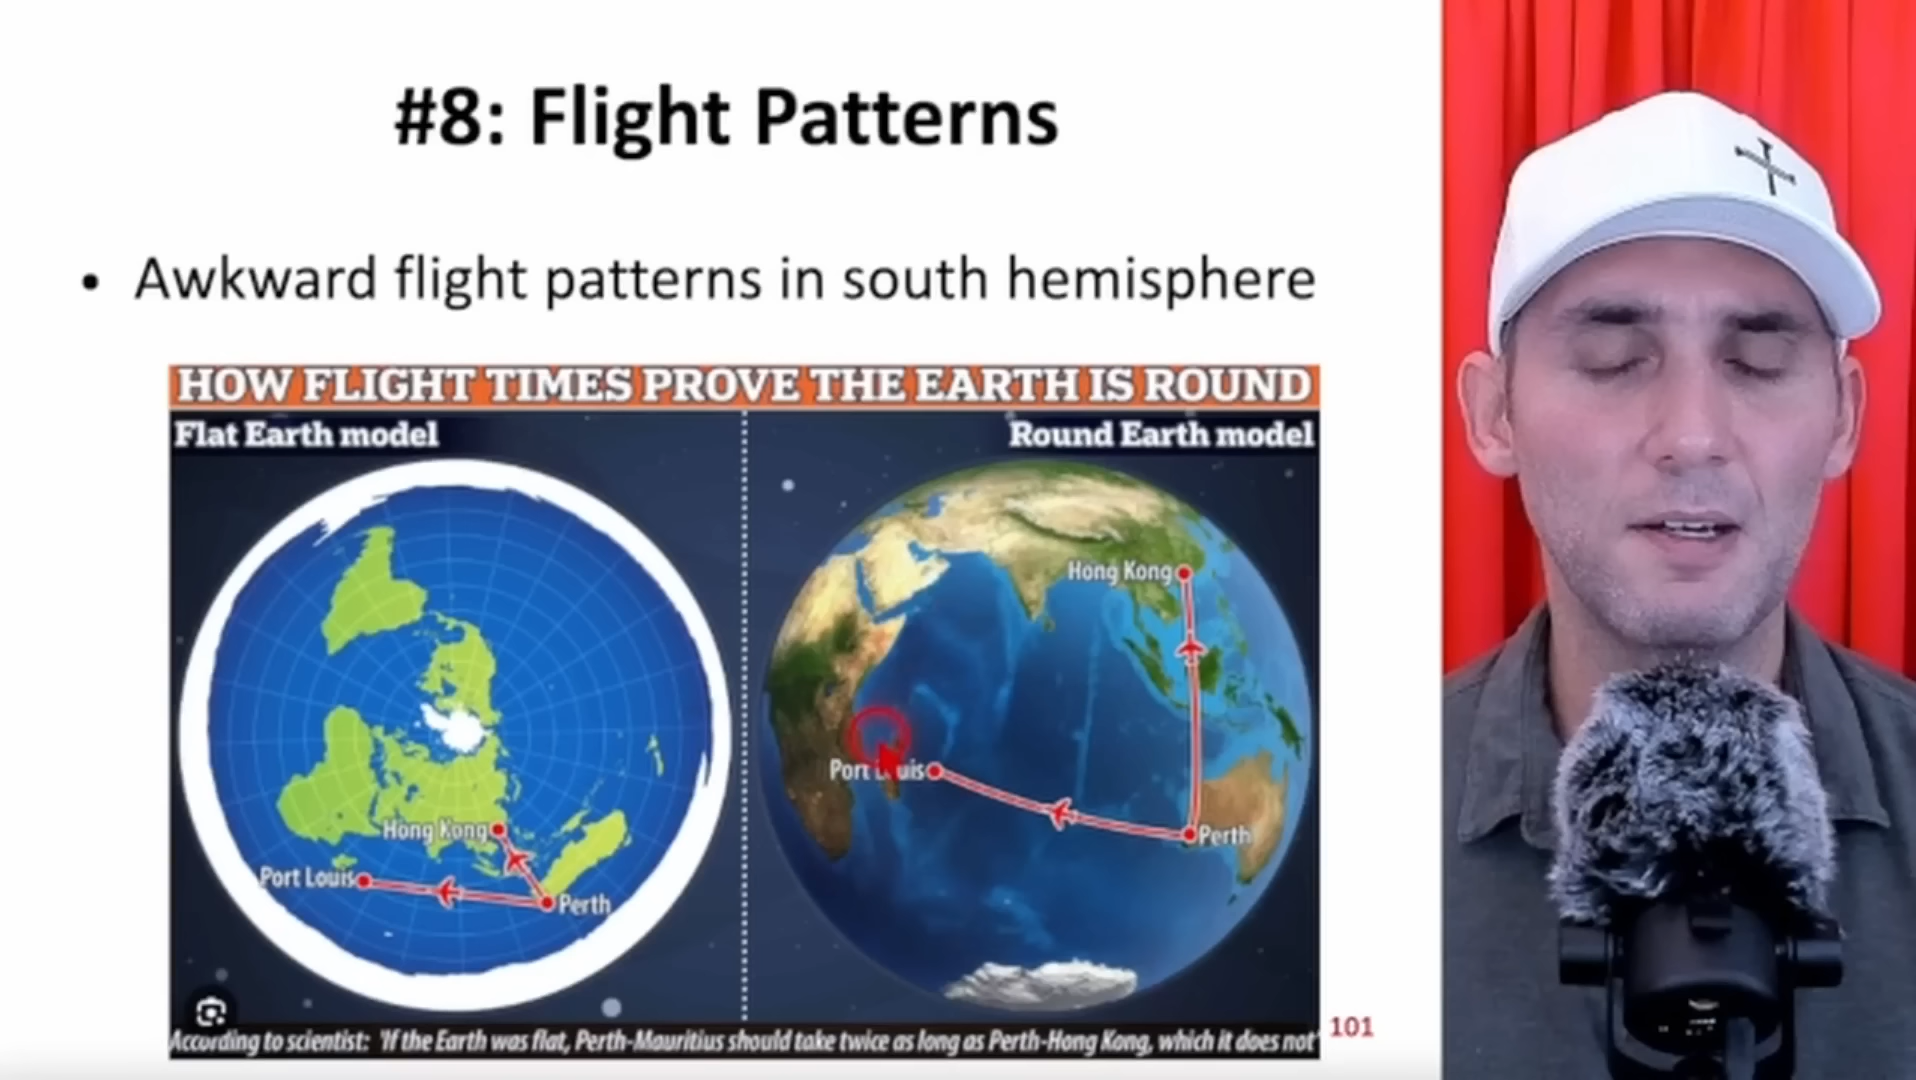 #8: Flight Patterns
• Awkward flight patterns in south hemisphere
HOW FLIGHT TIMES PROVE THE EARTH IS ROUND
Flat Earth model
Round Earth model
Hong Kong
Port Louis
Perth
Hong Kong
Port Louis
Perth
According to scientist: 'If the Earth was flat, Perth-Mauritius should take twice as long as Perth-Hong Kong, which it does not'
101